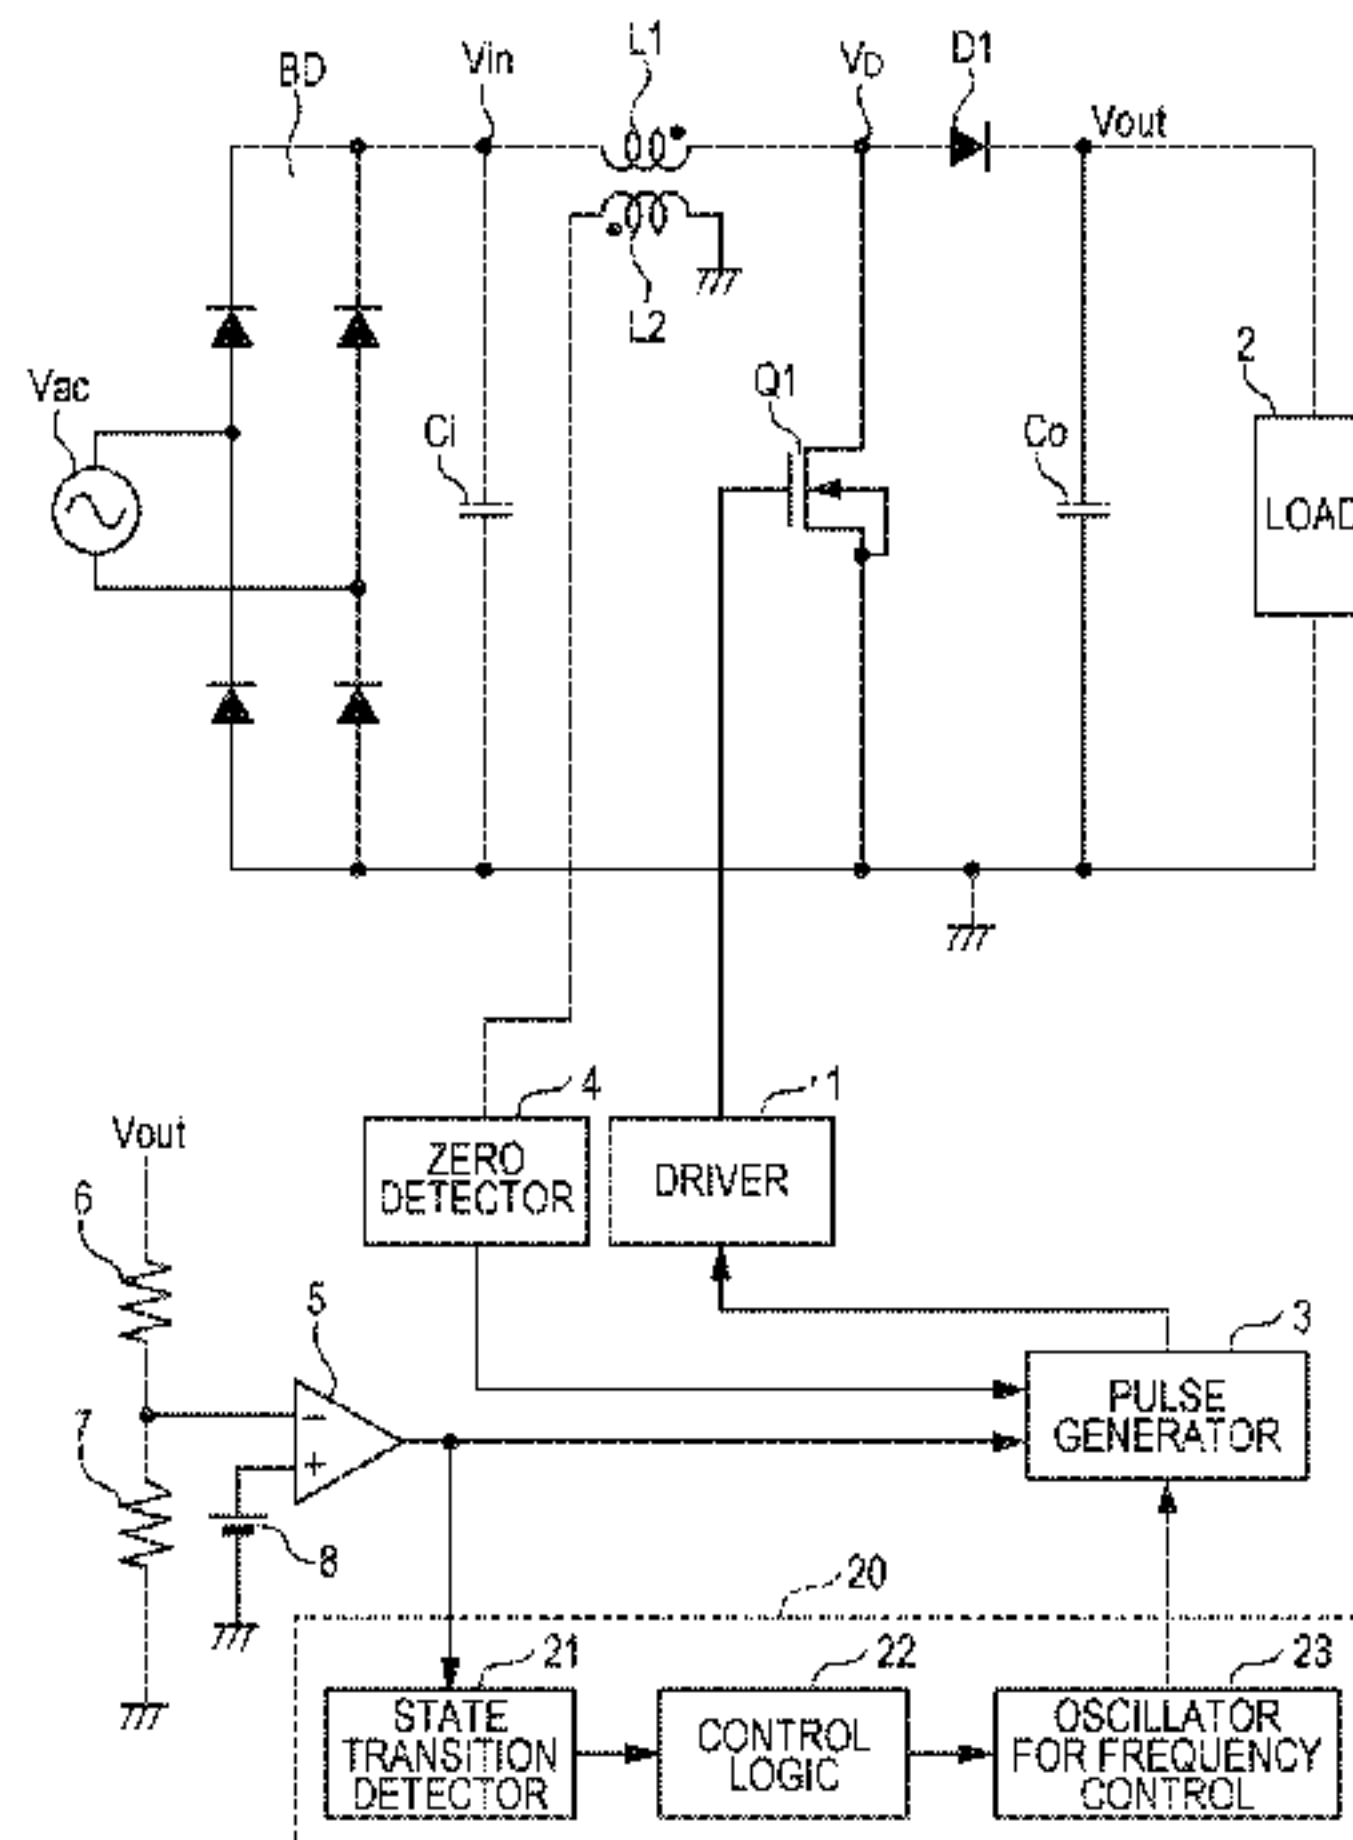 BD
Vin
L1
VD
D1
Vout
L2
Vac
Ci
Q1
Co
2
LOAD
4
1
Vout
ZERO
DETECTOR
DRIVER
6
5
3
PULSE
GENERATOR
7
−
+
8
20
21
22
23
STATE
TRANSITION
DETECTOR
CONTROL
LOGIC
OSCILLATOR
FOR FREQUENCY
CONTROL